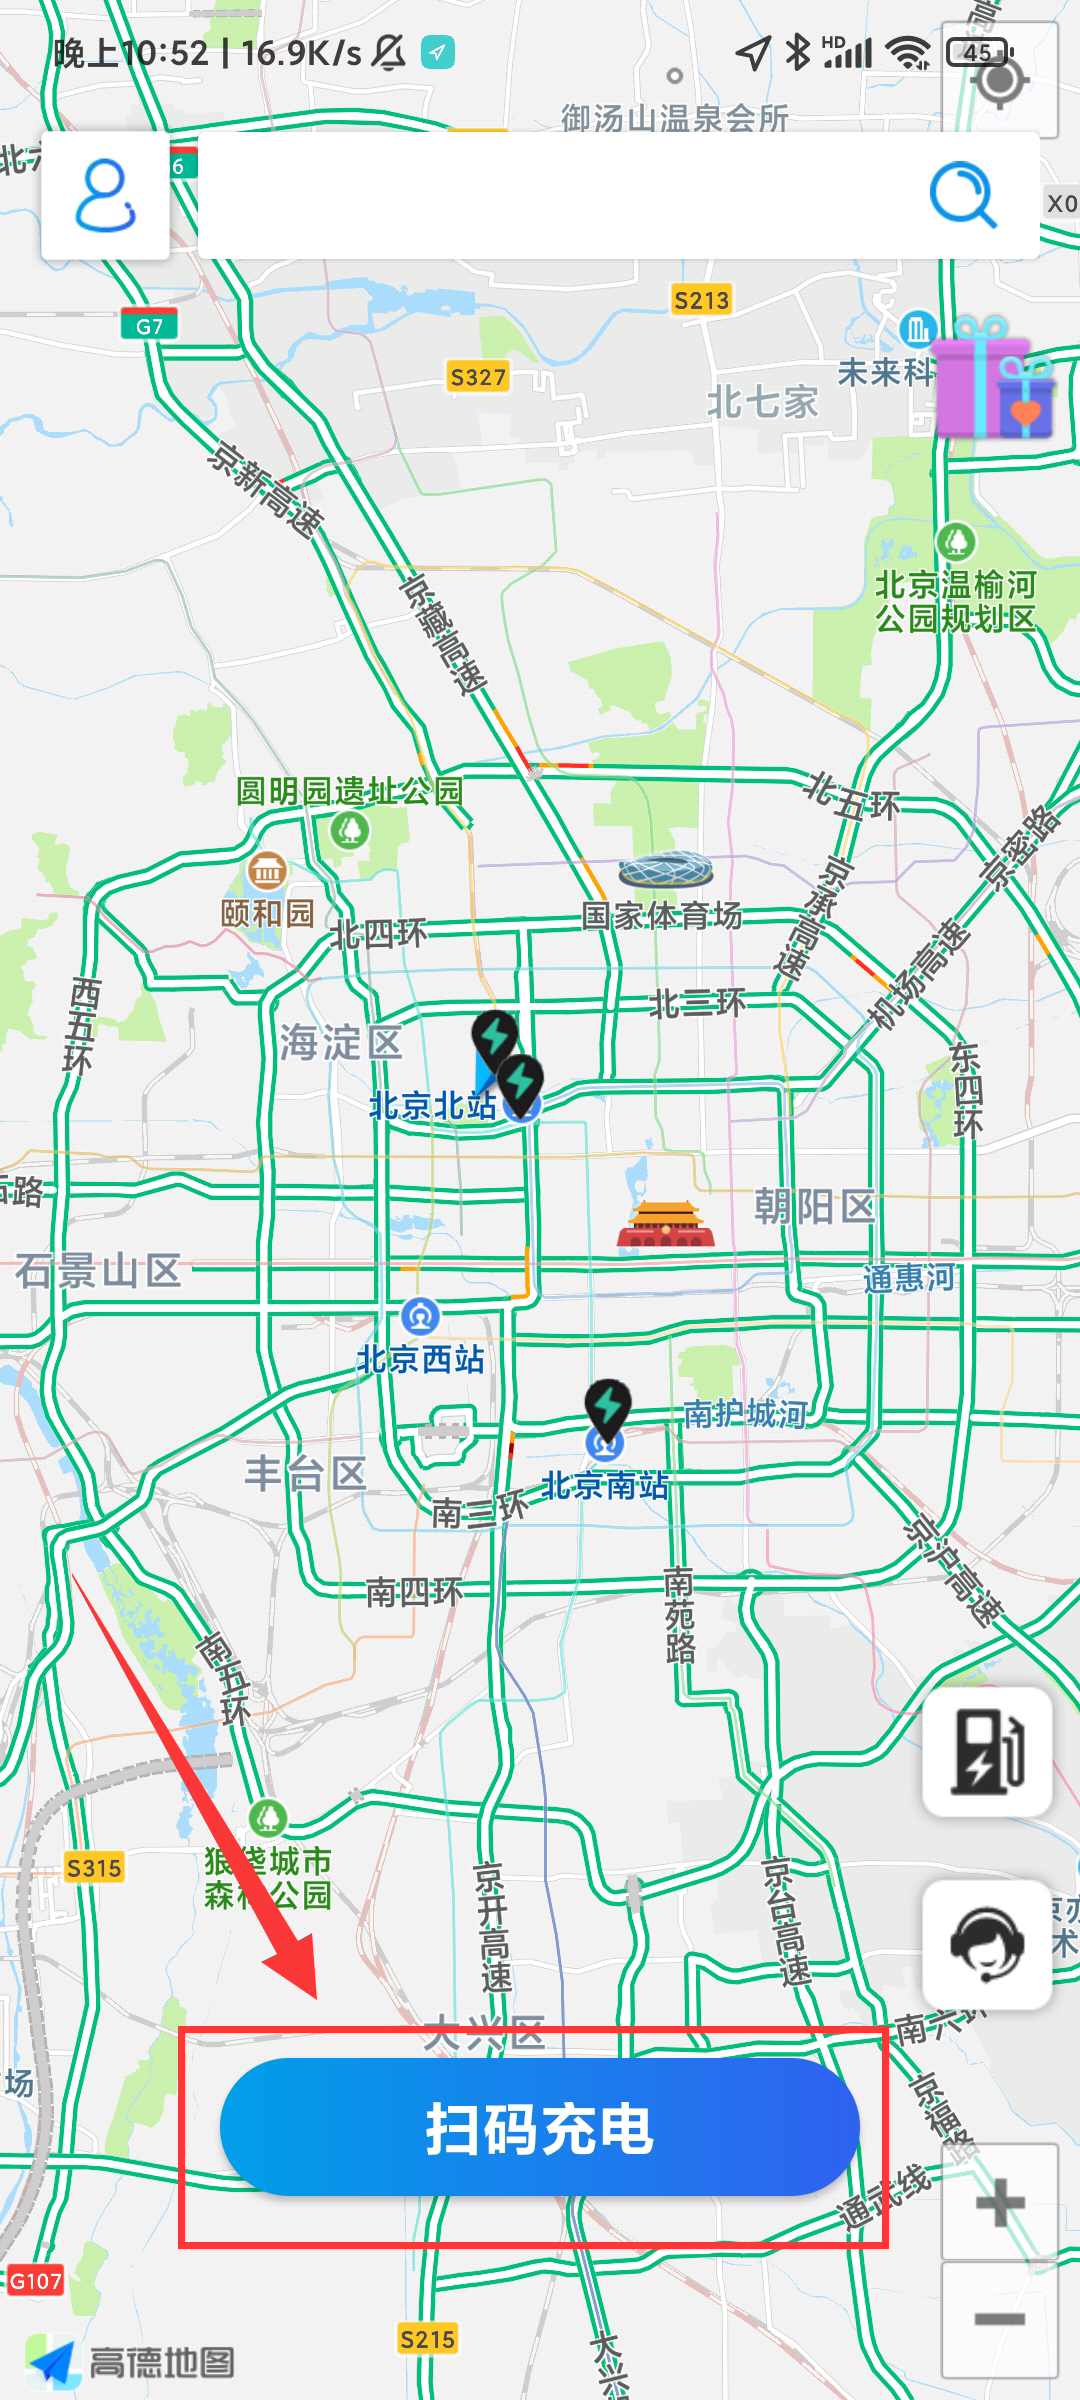 晚上10:52 | 16.9K/s
HD
45
御汤山温泉会所
北六
6
X0
G7
S213
S327
未来科
北七家
京新高速
京藏高速
北京温榆河
公园规划区
圆明园遗址公园
北五环
京密路
颐和园
国家体育场
京承高速
北四环
机场高速
西五环
北三环
海淀区
东四环
北京北站
朝阳区
石景山区
通惠河
北京西站
南护城河
丰台区
北京南站
南三环
京沪高速
南四环
南苑路
南五环
S315
狼垡城市
森林公园
京开高速
京台高速
京亦
术
大兴区
南六环
场
京福路
扫码充电
通武线
G107
S215
高德地图
大兴